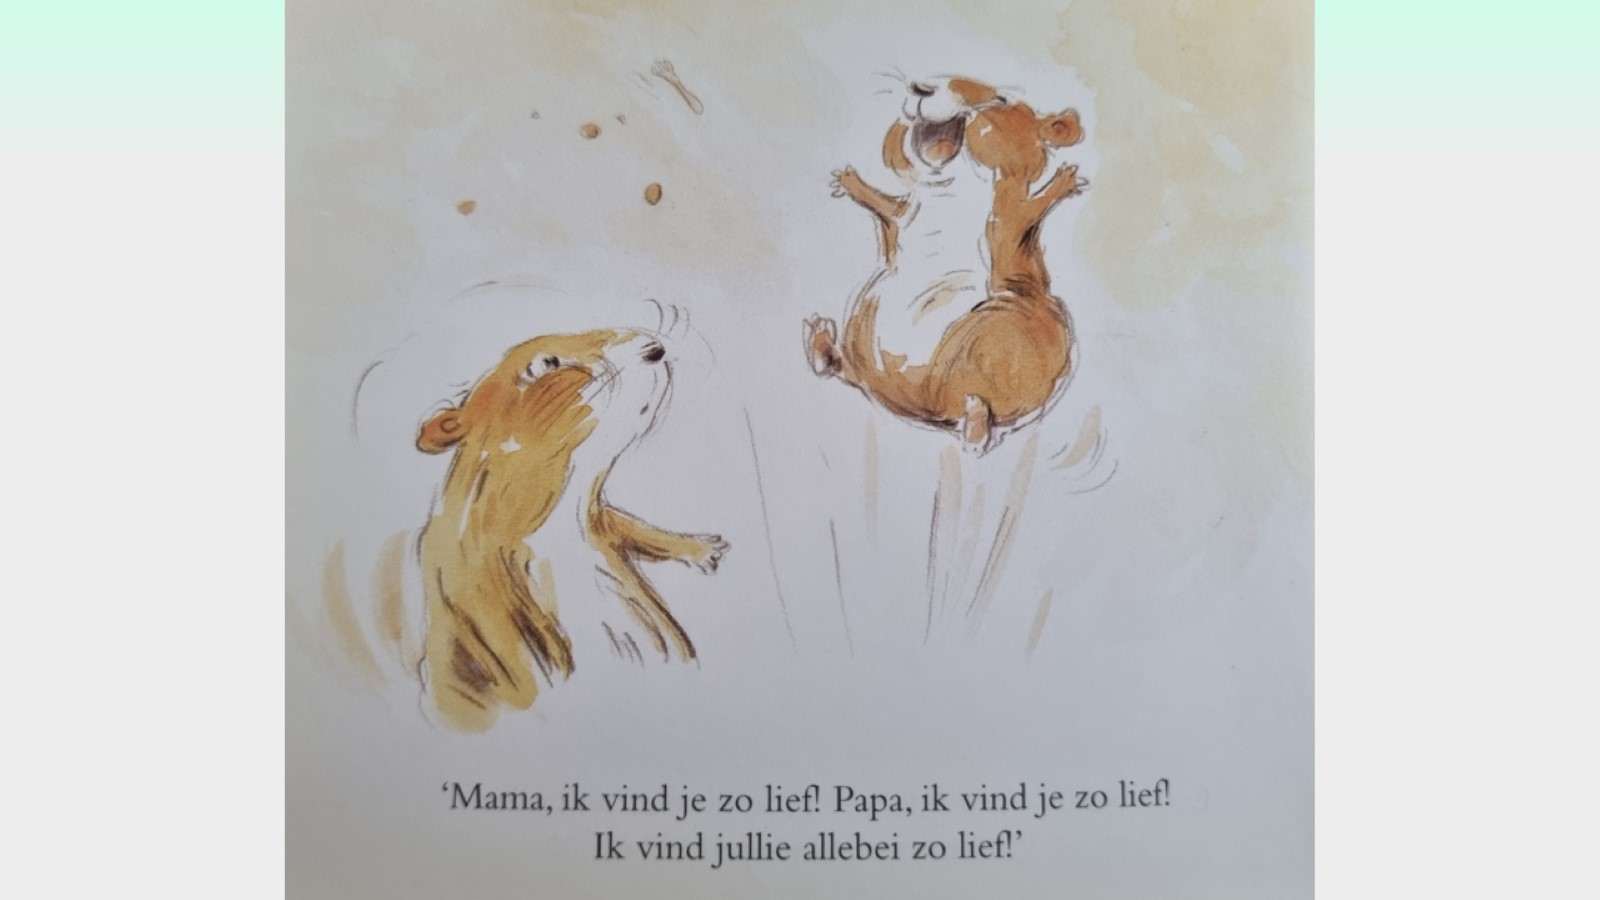 ‘Mama, ik vind je zo lief! Papa, ik vind je zo lief!
Ik vind jullie allebei zo lief!’